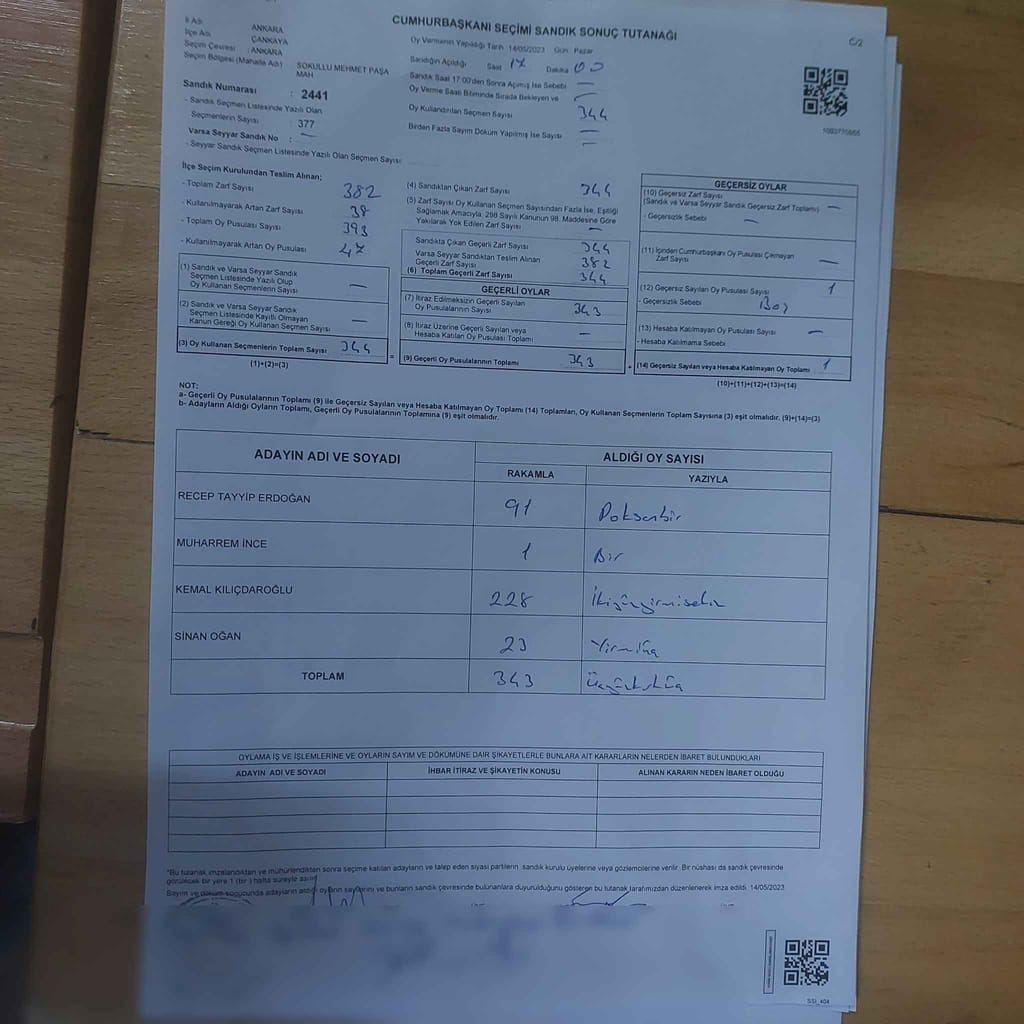 CUMHURBAŞKANI SEÇİMİ SANDIK SONUÇ TUTANAĞI
C/2
İl Adı ANKARA
İlçe Adı ÇANKAYA
Seçim Çevresi : ANKARA
Seçim Bölgesi (Mahalle Adı) SOKULLU MEHMET PAŞA MAH
Sandık Numarası : 2441
- Sandık Seçmen Listesinde Yazılı Olan
Seçmenlerin Sayısı : 377
Varsa Seyyar Sandık No : —
- Seyyar Sandık Seçmen Listesinde Yazılı Olan Seçmen Sayısı
Oy Vermenin Yapıldığı Tarih 14/05/2023 Gün Pazar
Sandığın Açıldığı Saat 17 Dakika 00
Sandık Saat 17:00'den Sonra Açılmış İse Sebebi —
Oy Verme Saati Bitiminde Sırada Bekleyen ve
Oy Kullandırılan Seçmen Sayısı 344
Birden Fazla Sayım Döküm Yapılmış İse Sayısı —
İlçe Seçim Kurulundan Teslim Alınan;
- Toplam Zarf Sayısı 382
- Kullanılmayarak Artan Zarf Sayısı 38
- Toplam Oy Pusulası Sayısı 393
- Kullanılmayarak Artan Oy Pusulası 47
(1) Sandık ve Varsa Seyyar Sandık
Seçmen Listesinde Yazılı Olup
Oy Kullanan Seçmenlerin Sayısı —
(2) Sandık ve Varsa Seyyar Sandık
Seçmen Listesinde Kayıtlı Olmayan
Kanun Gereği Oy Kullanan Seçmen Sayısı —
(3) Oy Kullanan Seçmenlerin Toplam Sayısı 344
(1)+(2)=(3)
(4) Sandıktan Çıkan Zarf Sayısı 344
(5) Zarf Sayısı Oy Kullanan Seçmen Sayısından Fazla İse, Eşitliği
Sağlamak Amacıyla, 298 Sayılı Kanunun 98. Maddesine Göre
Yakılarak Yok Edilen Zarf Sayısı —
Sandıkta Çıkan Geçerli Zarf Sayısı 344
Varsa Seyyar Sandıktan Teslim Alınan
Geçerli Zarf Sayısı 382
(6) Toplam Geçerli Zarf Sayısı 344
GEÇERLİ OYLAR
(7) İtiraz Edilmeksizin Geçerli Sayılan
Oy Pusulalarının Sayısı 343
(8) İtiraz Üzerine Geçerli Sayılan veya
Hesaba Katılan Oy Pusulası Toplamı —
(9) Geçerli Oy Pusulalarının Toplamı 343
1093770555
GEÇERSİZ OYLAR
(10) Geçersiz Zarf Sayısı
(Sandık ve Varsa Seyyar Sandık Geçersiz Zarf Toplamı) —
- Geçersizlik Sebebi —
(11) İçinden Cumhurbaşkanı Oy Pusulası Çıkmayan
Zarf Sayısı —
(12) Geçersiz Sayılan Oy Pusulası Sayısı 1
- Geçersizlik Sebebi Boş
(13) Hesaba Katılmayan Oy Pusulası Sayısı —
- Hesaba Katılmama Sebebi
(14) Geçersiz Sayılan veya Hesaba Katılmayan Oy Toplamı 1
(10)+(11)+(12)+(13)=(14)
NOT:
a- Geçerli Oy Pusulalarının Toplamı (9) ile Geçersiz Sayılan veya Hesaba Katılmayan Oy Toplamı (14) Toplamları, Oy Kullanan Seçmenlerin Toplam Sayısına (3) eşit olmalıdır. (9)+(14)=(3)
b- Adayların Aldığı Oyların Toplamı, Geçerli Oy Pusulalarının Toplamına (9) eşit olmalıdır.
ADAYIN ADI VE SOYADI ALDIĞI OY SAYISI
RAKAMLA YAZIYLA
RECEP TAYYİP ERDOĞAN 91 Doksanbir
MUHARREM İNCE 1 Bir
KEMAL KILIÇDAROĞLU 228 İkiyüzyirmisekiz
SİNAN OĞAN 23 Yirmiüç
TOPLAM 343 Üçyüzkırküç
OYLAMA İŞ VE İŞLEMLERİNE VE OYLARIN SAYIM VE DÖKÜMÜNE DAİR ŞİKAYETLERLE BUNLARA AİT KARARLARIN NELERDEN İBARET BULUNDUKLARI
ADAYIN ADI VE SOYADI İHBAR İTİRAZ VE ŞİKAYETİN KONUSU ALINAN KARARIN NEDEN İBARET OLDUĞU
*Bu tutanak imzalandıktan ve mühürlendikten sonra seçime katılan adayların ve talep eden siyasi partilerin sandık kurulu üyelerine veya gözlemcilerine verilir. Bir nüshası da sandık çevresinde
görülecek bir yere 1 (bir) hafta süreyle asılır.
Sayım ve döküm sonucunda adayların aldığı oyların sayılarını ve bunların sandık çevresinde bulunanlara duyurulduğunu gösteren bu tutanak tarafımızdan düzenlenerek imza edildi. 14/05/2023
SSI_404